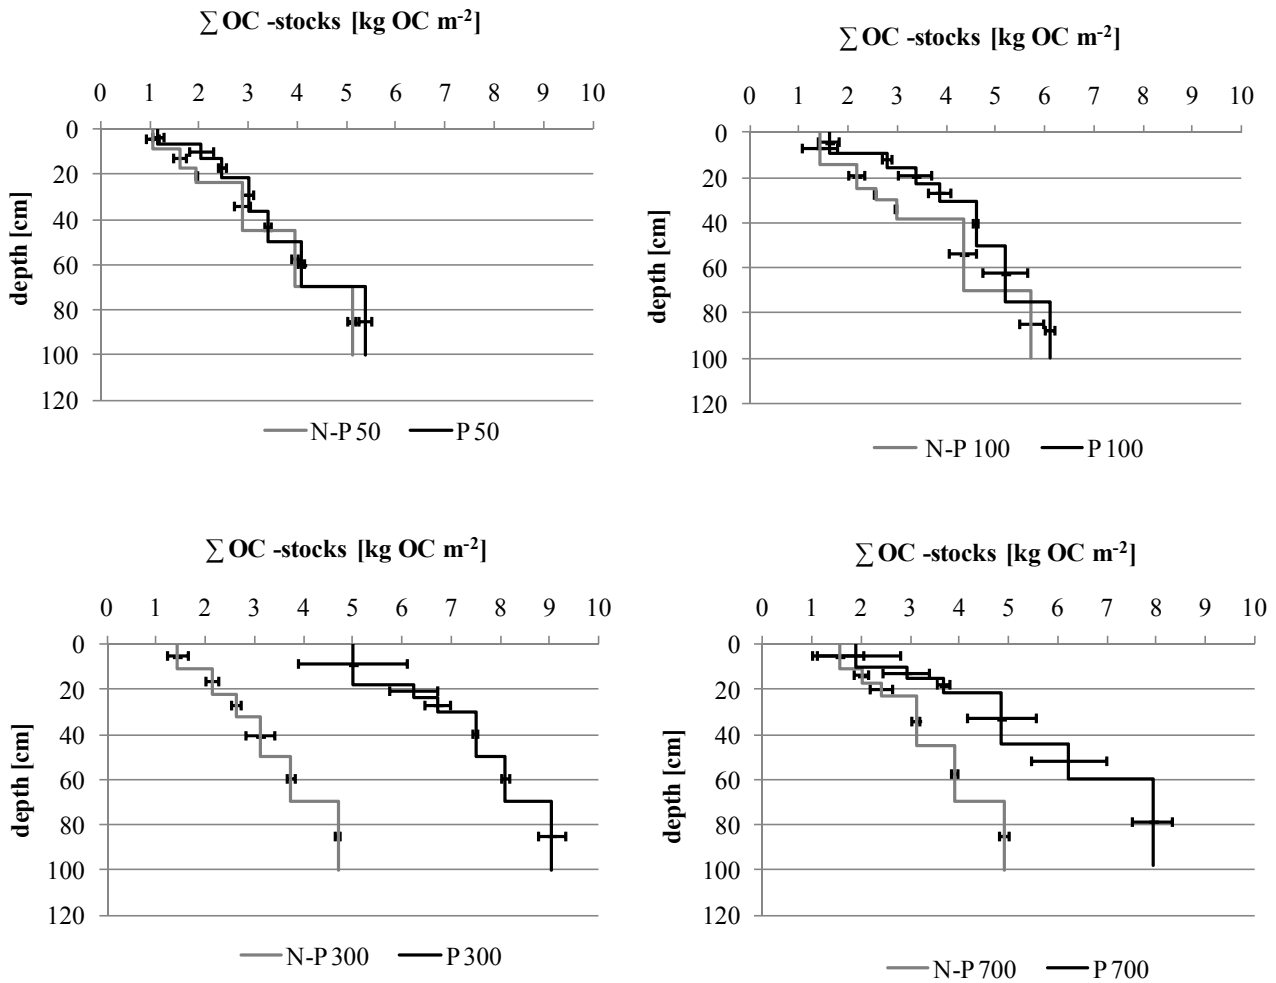 ∑OC -stocks [kg OC m-2]
0 1 2 3 4 5 6 7 8 9 10
0
20
40
60
80
100
120
depth [cm]
N-P 50 P 50
∑OC -stocks [kg OC m-2]
0 1 2 3 4 5 6 7 8 9 10
0
20
40
60
80
100
120
depth [cm]
N-P 100 P 100
∑OC -stocks [kg OC m-2]
0 1 2 3 4 5 6 7 8 9 10
0
20
40
60
80
100
120
depth [cm]
N-P 300 P 300
∑OC -stocks [kg OC m-2]
0 1 2 3 4 5 6 7 8 9 10
0
20
40
60
80
100
120
depth [cm]
N-P 700 P 700